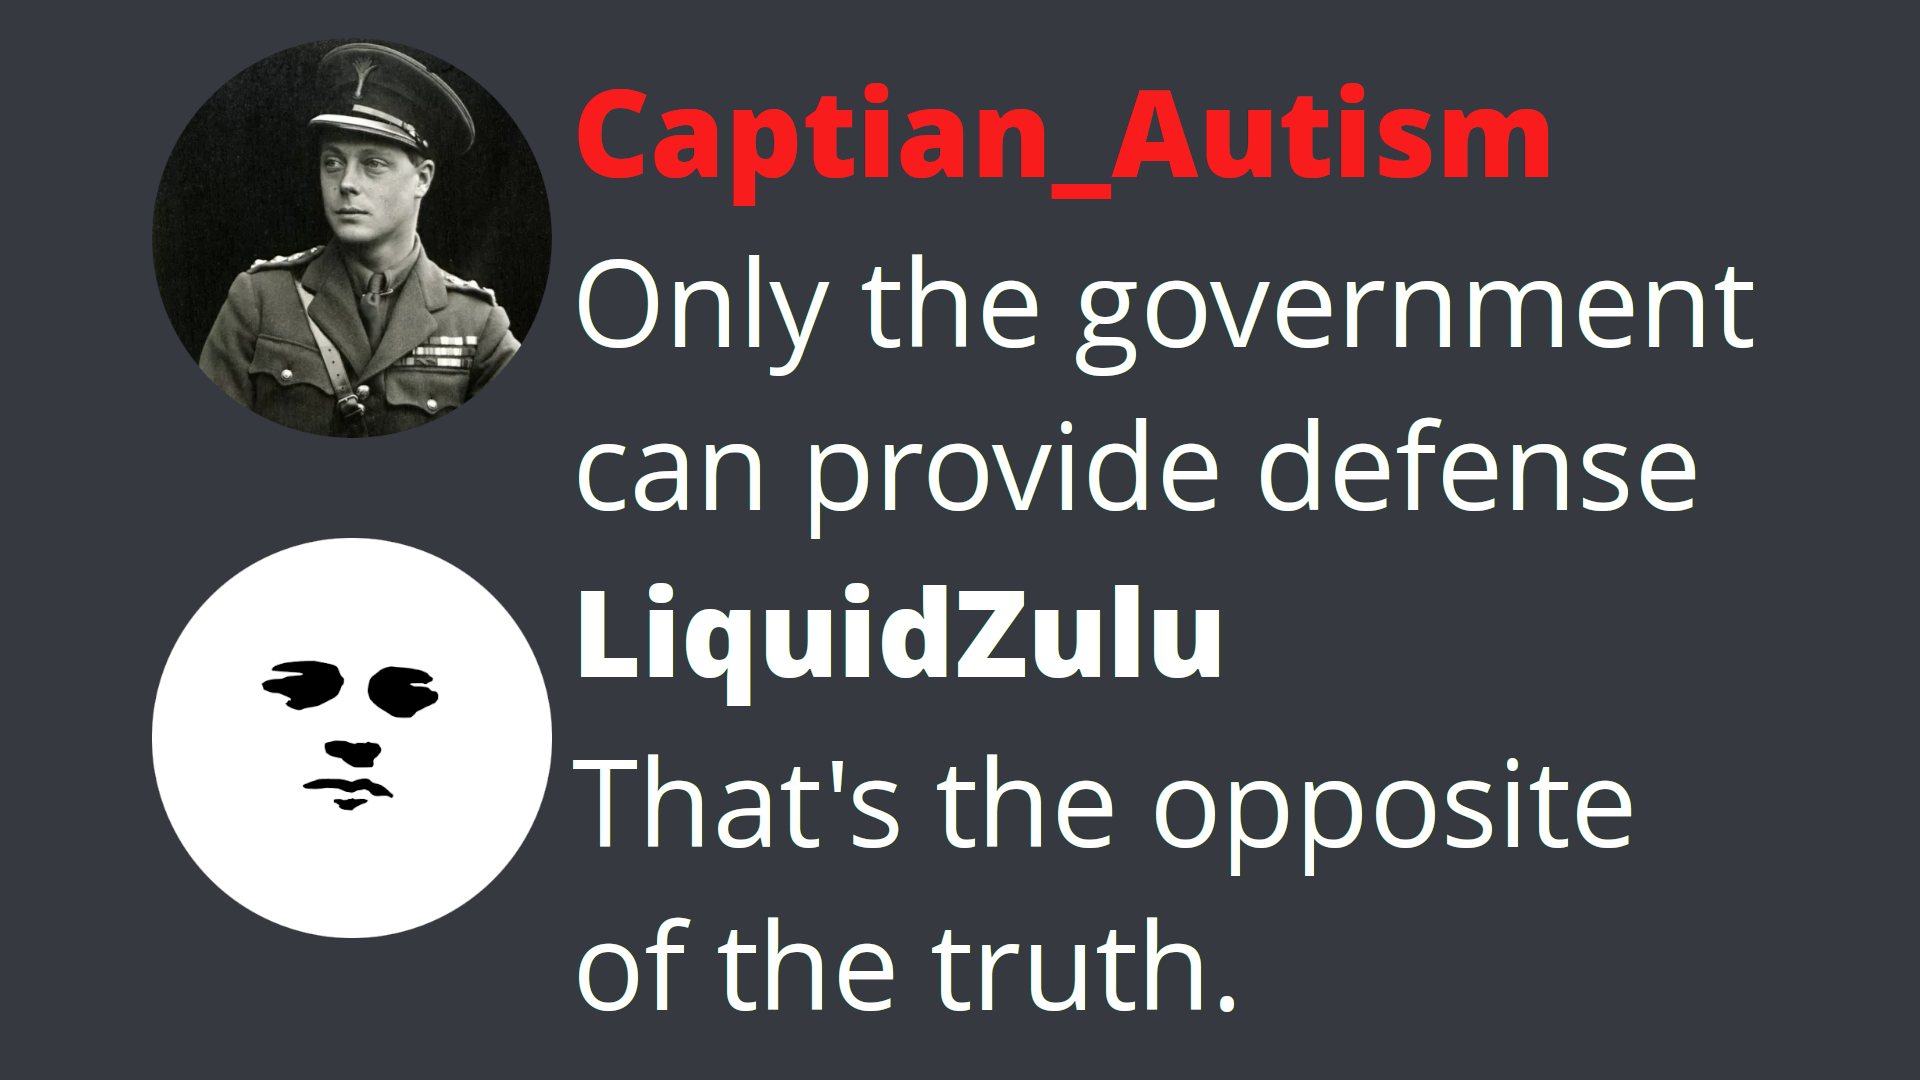 Captian_Autism
Only the government
can provide defense
LiquidZulu
That's the opposite
of the truth.